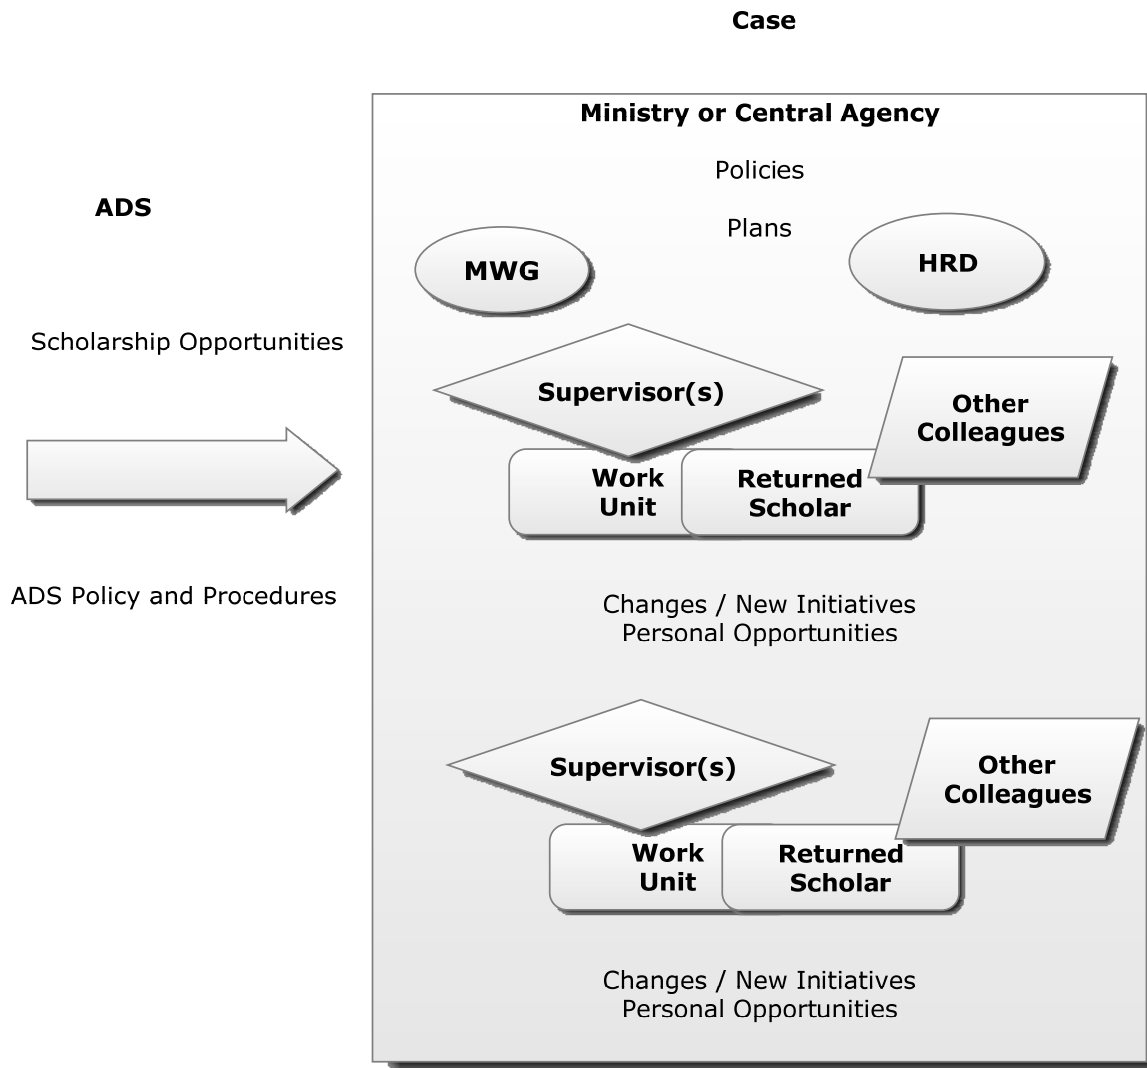 Case
Ministry or Central Agency
Policies
ADS
Plans
MWG
HRD
Scholarship Opportunities
Supervisor(s)
Other
Colleagues
Work
Unit
Returned
Scholar
ADS Policy and Procedures
Changes / New Initiatives
Personal Opportunities
Supervisor(s)
Other
Colleagues
Work
Unit
Returned
Scholar
Changes / New Initiatives
Personal Opportunities